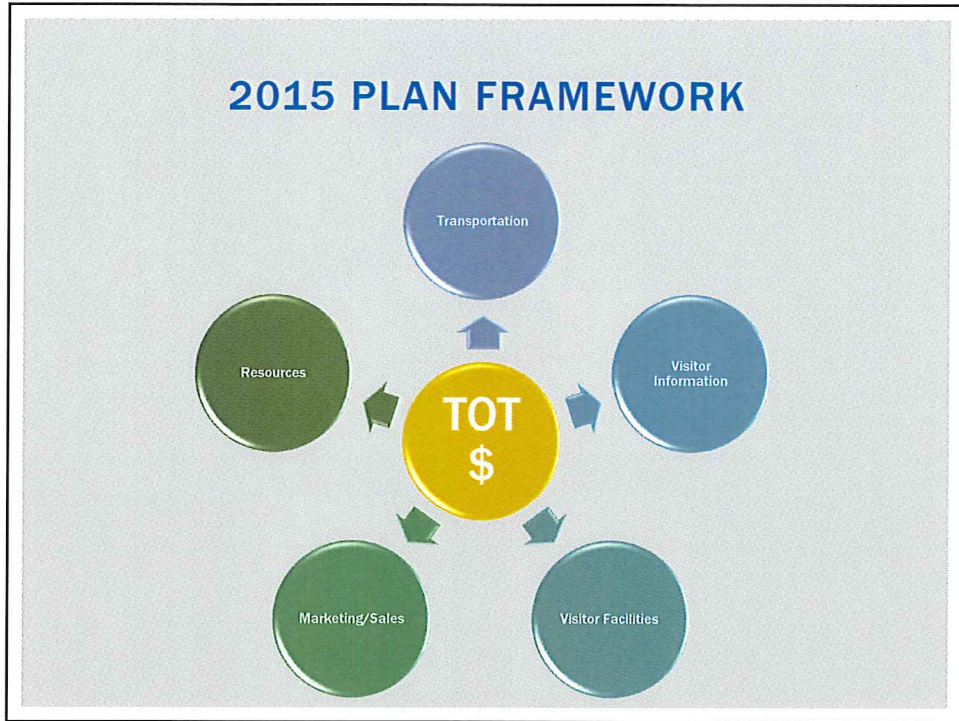 2015 PLAN FRAMEWORK
Transportation
Resources
Visitor
Information
TOT
$
Marketing/Sales
Visitor Facilities